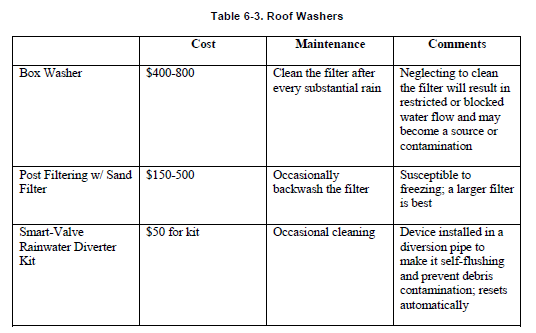 Table 6-3. Roof Washers
Cost Maintenance Comments
Box Washer $400-800 Clean the filter after Neglecting to clean
every substantial rain the filter will result in
restricted or blocked
water flow and may
become a source or
contamination
Post Filtering w/ Sand $150-500 Occasionally Susceptible to
Filter backwash the filter freezing; a larger filter
is best
Smart-Valve $50 for kit Occasional cleaning Device installed in a
Rainwater Diverter diversion pipe to
Kit make it self-flushing
and prevent debris
contamination; resets
automatically